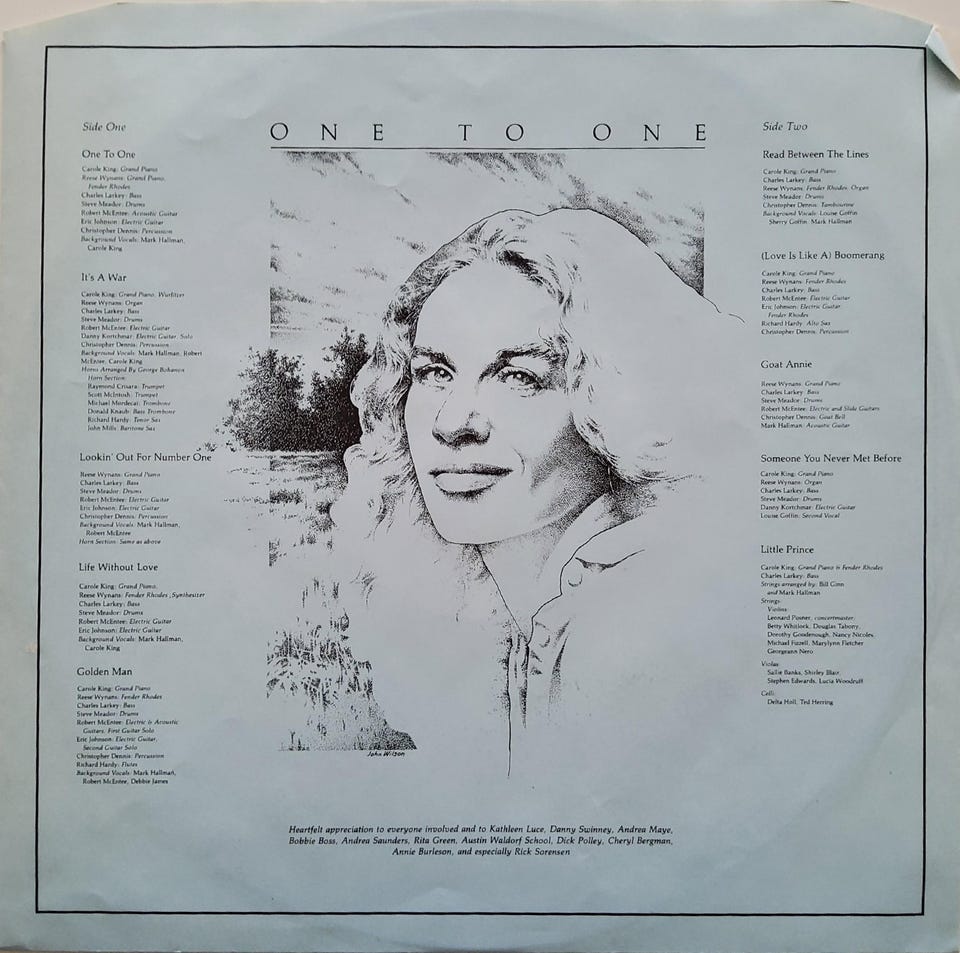 ONE TO ONE
Side One
One To One
Carole King: Grand Piano
Reese Wynans: Grand Piano,
Fender Rhodes
Charles Larkey: Bass
Steve Meador: Drums
Robert McEntee: Acoustic Guitar
Eric Johnson: Electric Guitar
Christopher Dennis: Percussion
Background Vocals: Mark Hallman,
Carole King
It's A War
Carole King: Grand Piano, Wurlitzer
Reese Wynans: Organ
Charles Larkey: Bass
Steve Meador: Drums
Robert McEntee: Electric Guitar
Danny Kortchmar: Electric Guitar, Solo
Christopher Dennis: Percussion
Background Vocals: Mark Hallman, Robert
McEntee, Carole King
Horns Arranged By George Bohanon
Horn Section:
Raymond Crisara: Trumpet
Scott McIntosh: Trumpet
Michael Mordecai: Trombone
Donald Knaub: Bass Trombone
Richard Hardy: Tenor Sax
John Mills: Baritone Sax
Lookin' Out For Number One
Reese Wynans: Grand Piano
Charles Larkey: Bass
Steve Meador: Drums
Robert McEntee: Electric Guitar
Eric Johnson: Electric Guitar
Christopher Dennis: Percussion
Background Vocals: Mark Hallman,
Robert McEntee
Horn Section: Same as above
Life Without Love
Carole King: Grand Piano,
Reese Wynans: Fender Rhodes, Synthesizer
Charles Larkey: Bass
Steve Meador: Drums
Robert McEntee: Electric Guitar
Eric Johnson: Electric Guitar
Background Vocals: Mark Hallman,
Carole King
Golden Man
Carole King: Grand Piano
Reese Wynans: Fender Rhodes
Charles Larkey: Bass
Steve Meador: Drums
Robert McEntee: Electric & Acoustic
Guitars, First Guitar Solo
Eric Johnson: Electric Guitar,
Second Guitar Solo
Christopher Dennis: Percussion
Richard Hardy: Flutes
Background Vocals: Mark Hallman,
Robert McEntee, Debbie James
John Wilson
Side Two
Read Between The Lines
Carole King: Grand Piano
Charles Larkey: Bass
Reese Wynans: Fender Rhodes, Organ
Steve Meador: Drums
Christopher Dennis: Tambourine
Background Vocals: Louise Goffin
Sherry Goffin, Mark Hallman
(Love Is Like A) Boomerang
Carole King: Grand Piano
Reese Wynans: Fender Rhodes
Charles Larkey: Bass
Robert McEntee: Electric Guitar
Eric Johnson: Electric Guitar,
Fender Rhodes
Richard Hardy: Alto Sax
Christopher Dennis: Percussion
Goat Annie
Reese Wynans: Grand Piano
Charles Larkey: Bass
Steve Meador: Drums
Robert McEntee: Electric and Slide Guitars
Christopher Dennis: Goat Bell
Mark Hallman: Acoustic Guitar
Someone You Never Met Before
Carole King: Grand Piano
Reese Wynans: Organ
Charles Larkey: Bass
Steve Meador: Drums
Danny Kortchmar: Electric Guitar
Louise Goffin: Second Vocal
Little Prince
Carole King: Grand Piano & Fender Rhodes
Charles Larkey: Bass
Strings arranged by: Bill Ginn
and Mark Hallman
Strings:
Violins:
Leonard Posner, concertmaster;
Betty Whitlock, Douglas Tabony,
Dorothy Goodenough, Nancy Nicoles,
Michael Fizzell, Marylynn Fletcher
Georgeann Nero
Violas:
Sallie Banks, Shirley Blair,
Stephen Edwards, Lucia Woodruff
Celli:
Delta Holl, Ted Herring
Heartfelt appreciation to everyone involved and to Kathleen Luce, Danny Swinney, Andrea Maye,
Bobbie Boss, Andrea Saunders, Rita Green, Austin Waldorf School, Dick Polley, Cheryl Bergman,
Annie Burleson, and especially Rick Sorensen